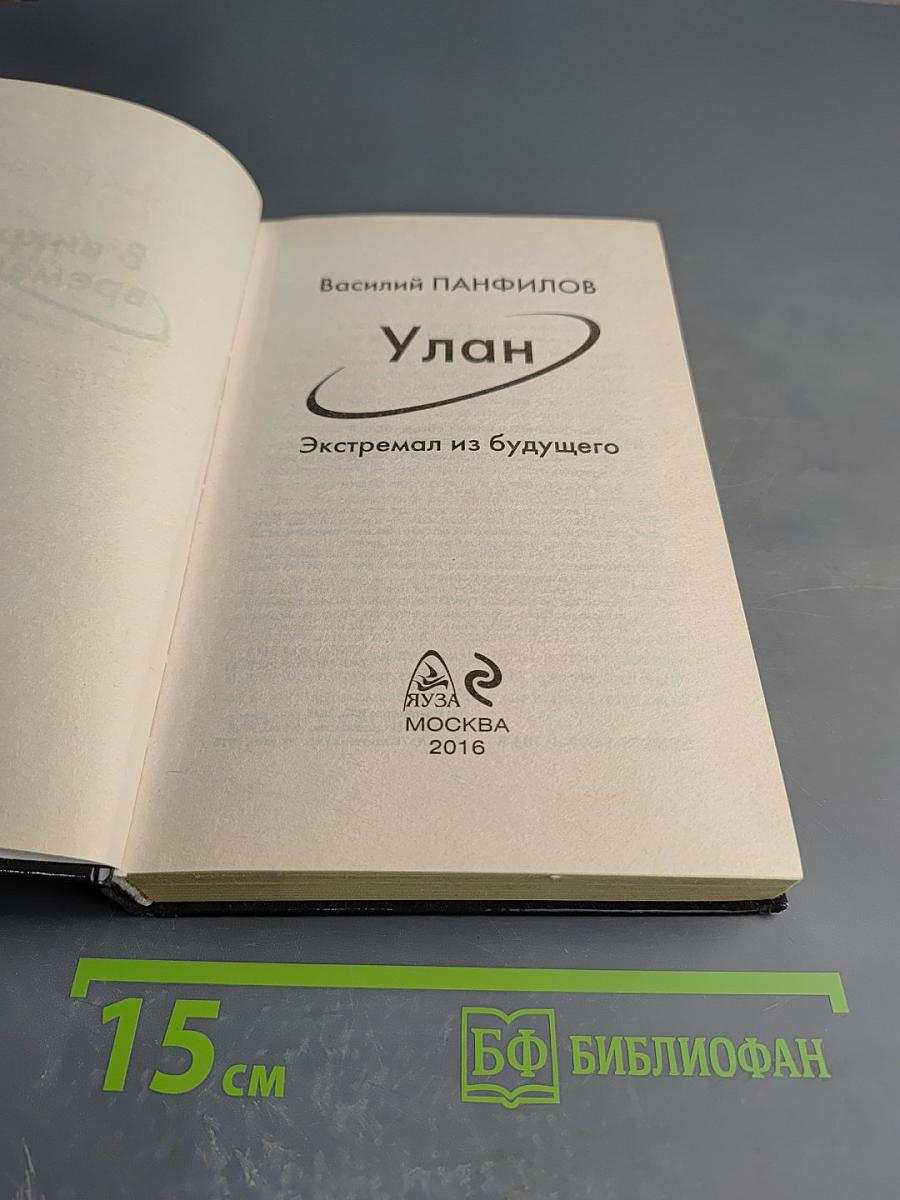 Василий ПАНФИЛОВ
Улан
Экстремал из будущего
ЯУЗА
МОСКВА
2016
15 см
БФ БИБЛИОФАН